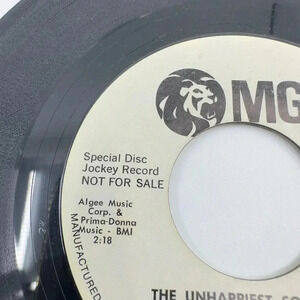 MG
Special Disc
Jockey Record
NOT FOR SALE
Algee Music
Corp. &
Prima-Donna
Music - BMI
2:18
MANUFACTURED
THE UNHAPPIEST